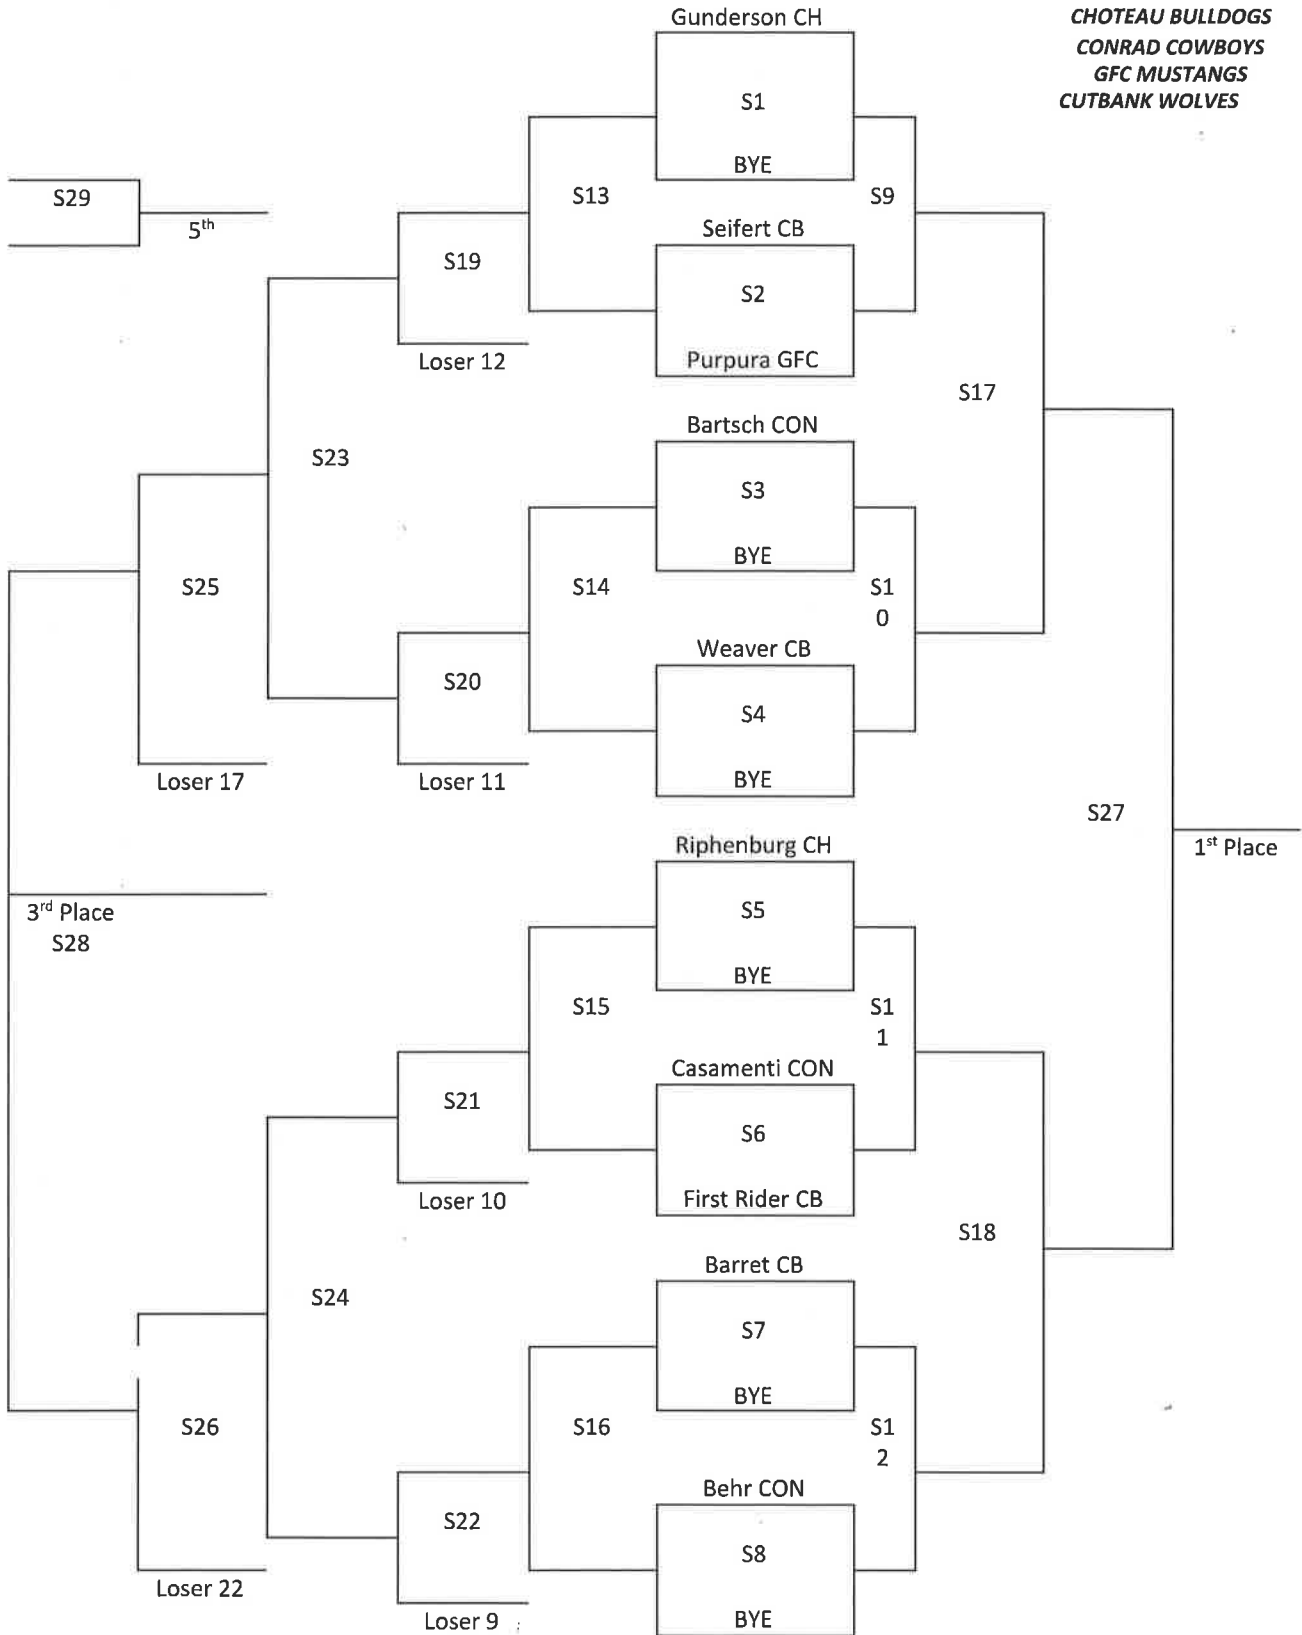 Gunderson CH
CHOTEAU BULLDOGS
CONRAD COWBOYS
GFC MUSTANGS
CUTBANK WOLVES
S1
BYE
S29
5th
S13
S9
Seifert CB
S19
S2
Loser 12
Purpura GFC
S17
Bartsch CON
S23
S3
BYE
S25
S14
S1
0
Weaver CB
S20
S4
Loser 17
Loser 11
BYE
S27
Riphenburg CH
1st Place
3rd Place
S28
S5
BYE
S15
S1
1
Casamenti CON
S21
S6
Loser 10
First Rider CB
S18
Barret CB
S24
S7
BYE
S26
S16
S1
2
Behr CON
S22
S8
Loser 22
Loser 9
BYE